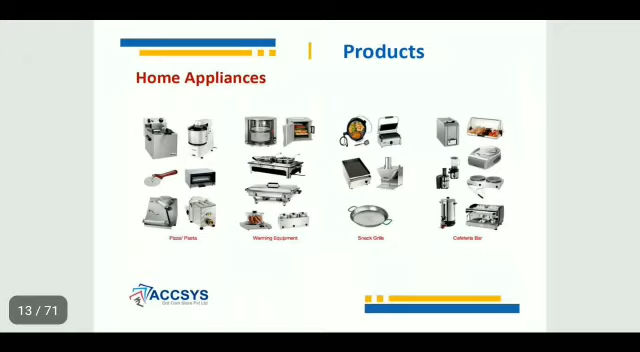 Products
Home Appliances
Pizza/ Pasta
Warming Equipment
Snack Grills
Cafeteria Bar
ACCSYS
13 / 71